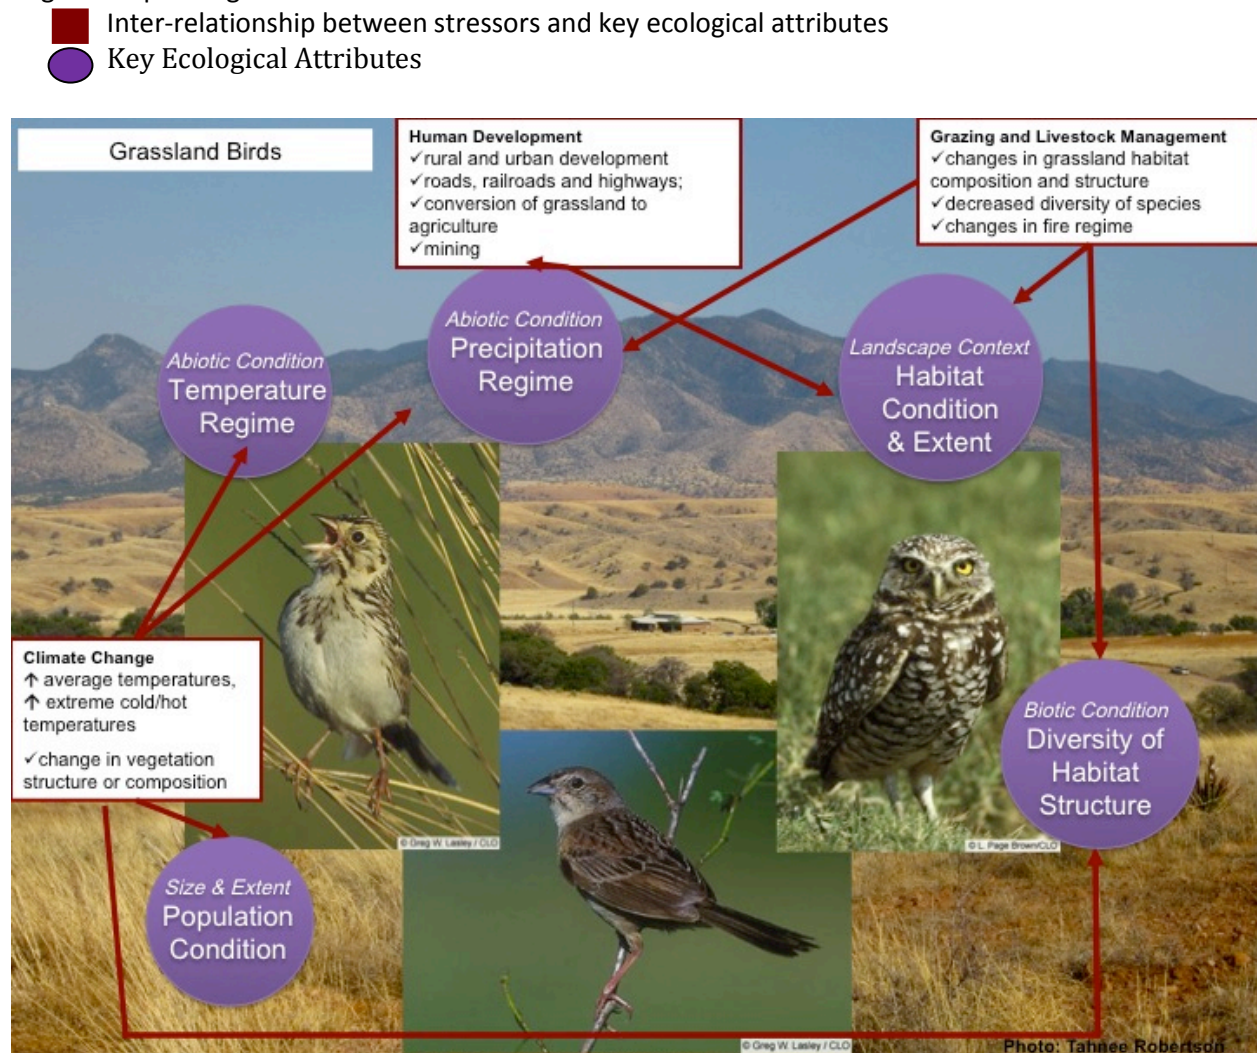 Inter-relationship between stressors and key ecological attributes
Key Ecological Attributes
Grassland Birds
Human Development
✓rural and urban development
✓roads, railroads and highways;
✓conversion of grassland to
agriculture
✓mining
Grazing and Livestock Management
✓changes in grassland habitat
composition and structure
✓decreased diversity of species
✓changes in fire regime
Abiotic Condition
Temperature
Regime
Abiotic Condition
Precipitation
Regime
Landscape Context
Habitat
Condition
& Extent
Climate Change
↑ average temperatures,
↑ extreme cold/hot
temperatures
✓change in vegetation
structure or composition
Biotic Condition
Diversity of
Habitat
Structure
Size & Extent
Population
Condition
© Greg W. Lasley / CLO
© L. Page Brown/CLO
© Greg W. Lasley / CLO
Photo: Tahnee Robertson